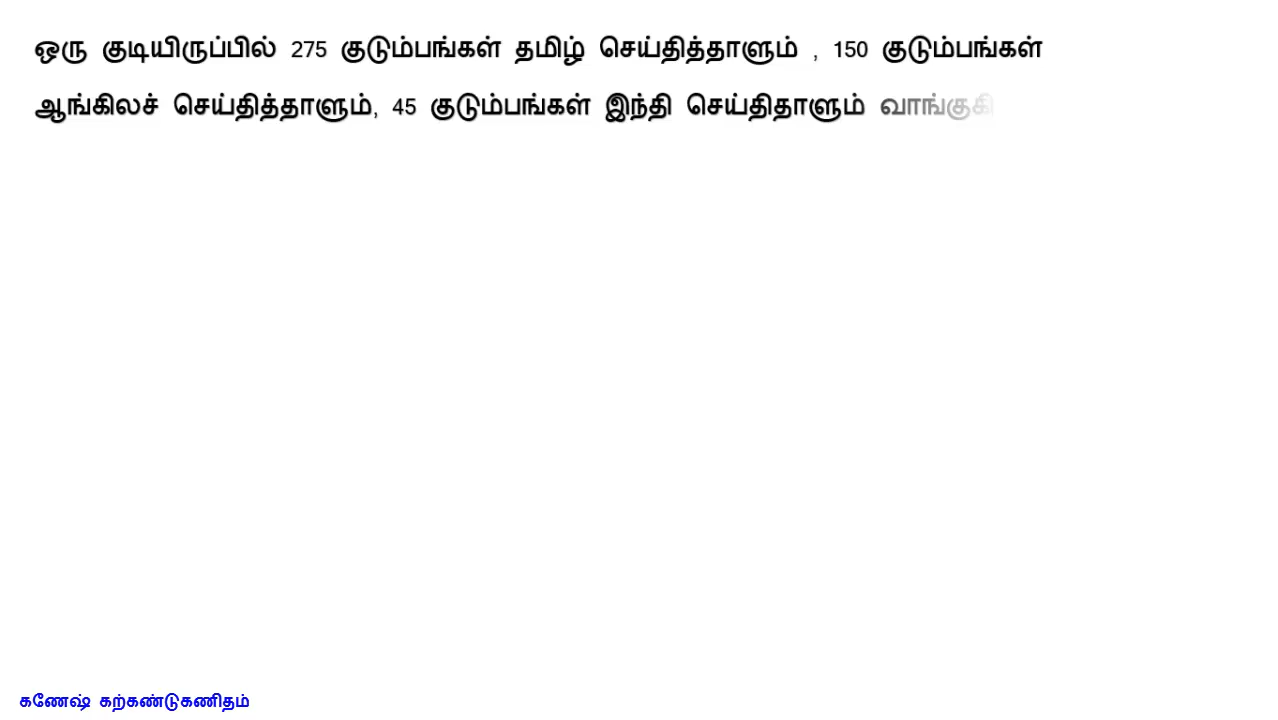 ஒரு குடியிருப்பில் 275 குடும்பங்கள் தமிழ் செய்தித்தாளும் , 150 குடும்பங்கள்
ஆங்கிலச் செய்தித்தாளும், 45 குடும்பங்கள் இந்தி செய்திதாளும்
கணேஷ் கற்கண்டுகணிதம்